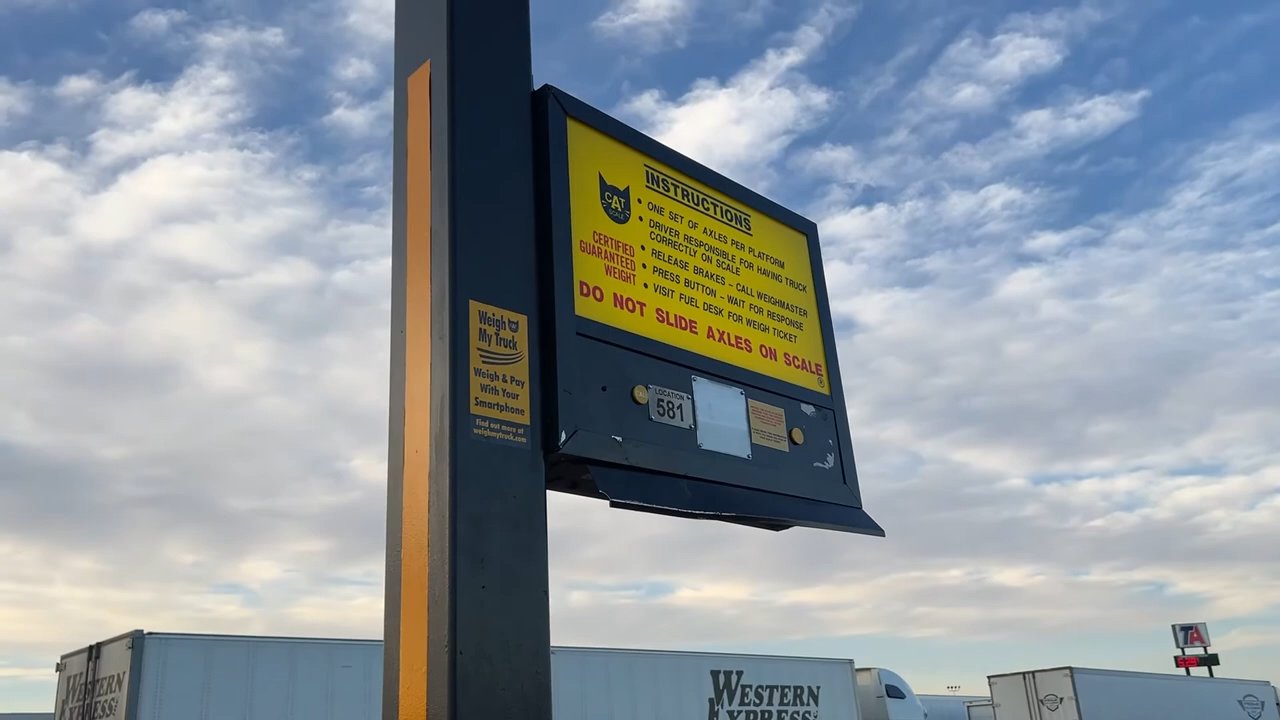 INSTRUCTIONS
CAT
SCALE
CERTIFIED
GUARANTEED
WEIGHT
• ONE SET OF AXLES PER PLATFORM
• DRIVER RESPONSIBLE FOR HAVING TRUCK
CORRECTLY ON SCALE
• RELEASE BRAKES – CALL WEIGHMASTER
• PRESS BUTTON – WAIT FOR RESPONSE
• VISIT FUEL DESK FOR WEIGH TICKET
DO NOT SLIDE AXLES ON SCALE
®
LOCATION
581
Weigh
My Truck
Weigh & Pay
With Your
Smartphone
Find out more at
weighmytruck.com
WESTERN
EXPRESS
WESTERN
EXPRESS
TA